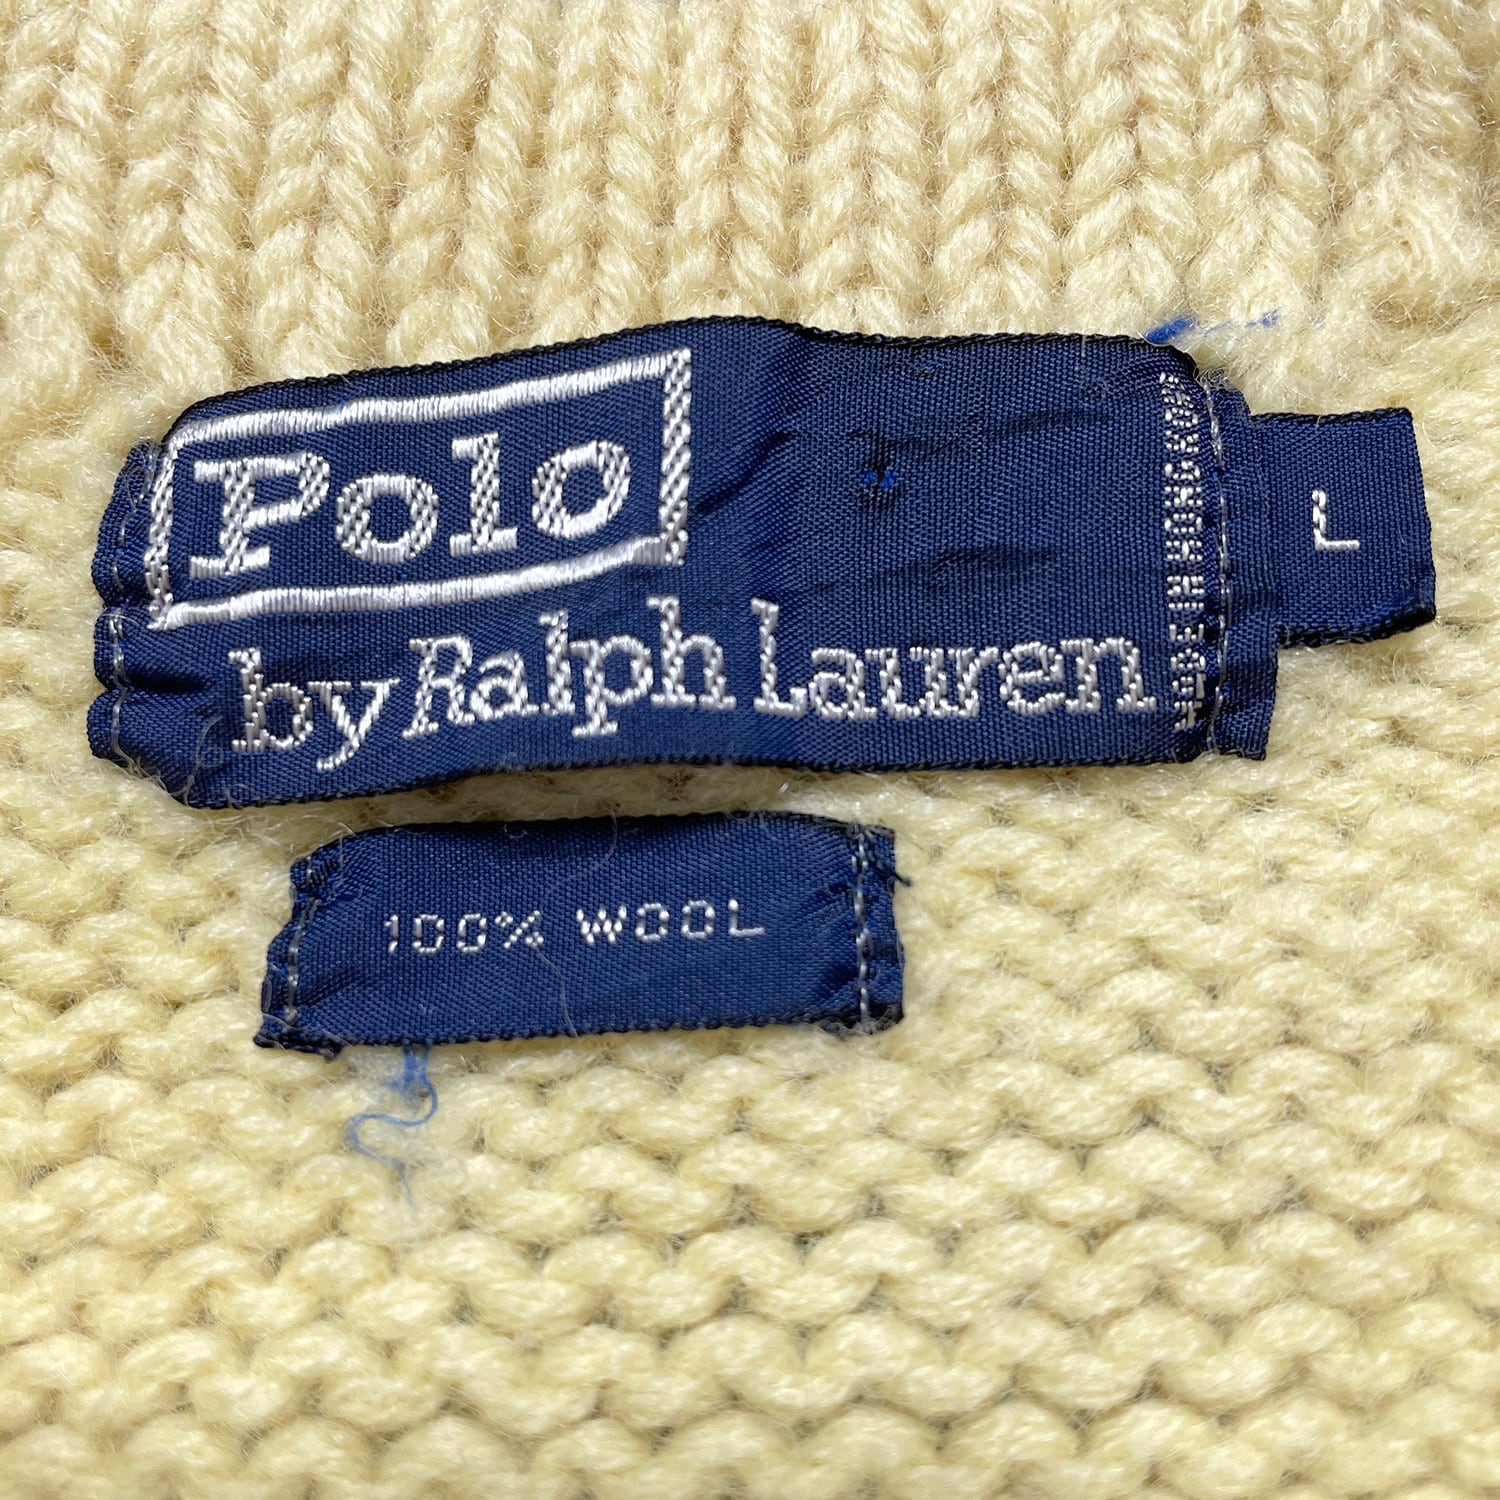 Polo
by Ralph Lauren
MADE IN HONG KONG
L
100% WOOL